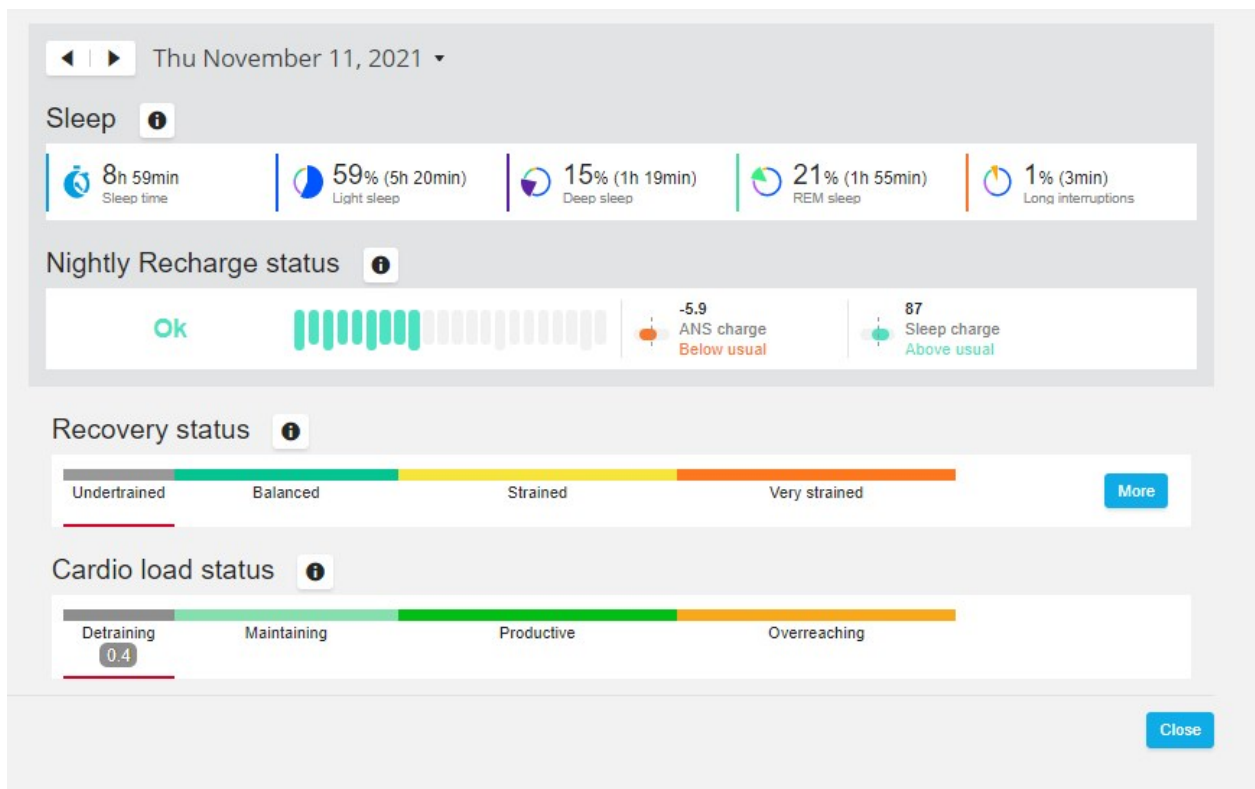 Thu November 11, 2021
Sleep
8h 59min
Sleep time
59% (5h 20min)
Light sleep
15% (1h 19min)
Deep sleep
21% (1h 55min)
REM sleep
1% (3min)
Long interruptions
Nightly Recharge status
Ok
-5.9
ANS charge
Below usual
87
Sleep charge
Above usual
Recovery status
Undertrained Balanced Strained Very strained
More
Cardio load status
Detraining Maintaining Productive Overreaching
0.4
Close